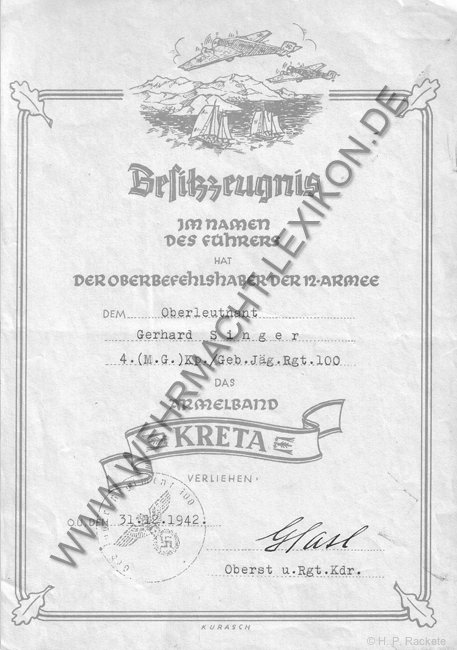 Besitzzeugnis
IM NAMEN
DES FÜHRERS
HAT
DER OBERBEFEHLSHABER DER 12. ARMEE
DEM Oberleutnant
Gerhard Singer
4.(M.G.)Kp./Geb.Jäg.Rgt.100
DAS
ÄRMELBAND
KRETA
VERLIEHEN.
O.U. DEN 31.12.1942.
Glasl
Oberst u.Rgt.Kdr.
KURASCH
© H. P. Rackete
WWW.WEHRMACHT-LEXIKON.DE